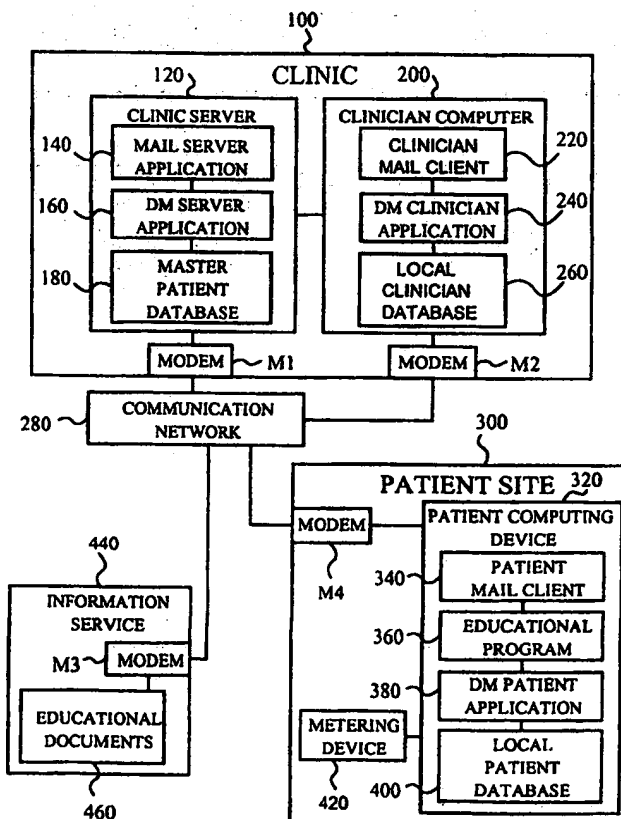 100
CLINIC
120
200
CLINIC SERVER
CLINICIAN COMPUTER
140
MAIL SERVER
APPLICATION
CLINICIAN
MAIL CLIENT
220
160
DM SERVER
APPLICATION
DM CLINICIAN
APPLICATION
240
180
MASTER
PATIENT
DATABASE
LOCAL
CLINICIAN
DATABASE
260
MODEM
M1
MODEM
M2
280
COMMUNICATION
NETWORK
300
PATIENT SITE
320
MODEM
M4
PATIENT COMPUTING
DEVICE
340
PATIENT
MAIL CLIENT
360
EDUCATIONAL
PROGRAM
380
DM PATIENT
APPLICATION
METERING
DEVICE
420
400
LOCAL
PATIENT
DATABASE
440
INFORMATION
SERVICE
M3
MODEM
EDUCATIONAL
DOCUMENTS
460